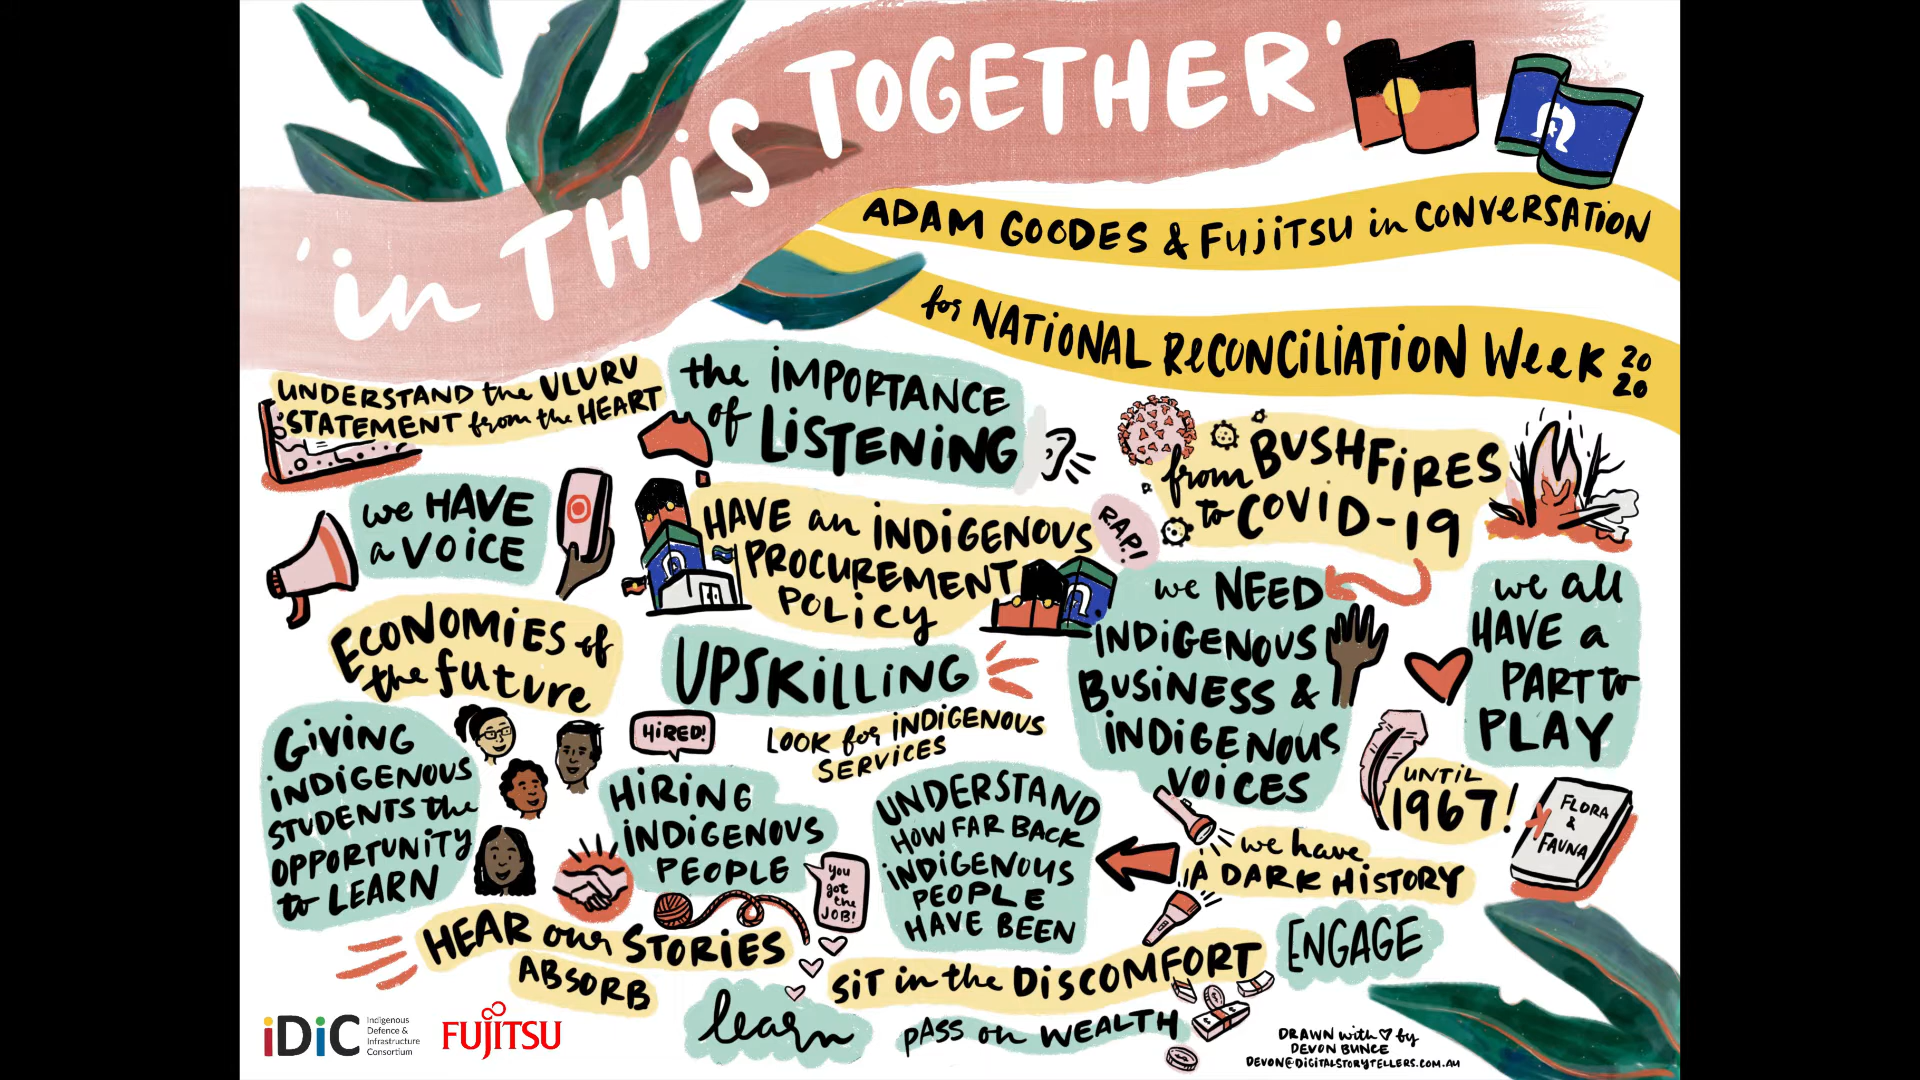 'in THiS TOGETHER'
ADAM GOODES & FUJiTSU in CONVERSATiON
for NATiONAL RECONCiLiATiON Week 2020
UNDERSTAND the ULURU
STATEMENT from the HEART
the iMPORTANCE
of LiSTENiNG
from BUSHFiRES
to COViD-19
we HAVE
a VOiCE
HAVE an iNDiGENOUS
PROCUREMENT
POLiCY
RAP!
we NEED
iNDiGENOUS
BUSiNESS &
iNDiGENOUS
VOiCES
we all
HAVE a
PART to
PLAY
ECONOMiES of
the future
UPSKiLLiNG
LOOK for iNDiGENOUS
SERViCES
GiViNG
iNDiGENOUS
STUDENTS the
OPPORTUNiTY
to LEARN
HiRED!
HiRiNG
iNDiGENOUS
PEOPLE
you
got
the
JOB!
UNDERSTAND
HOW FAR BACK
iNDiGENOUS
PEOPLE
HAVE BEEN
UNTiL
1967!
FLORA
&
FAUNA
we have
A DARK HiSTORY
HEAR our STORiES
ABSORB
learn
SiT in the DiSCOMFORT
ENGAGE
PASS on WEALTH
iDiC
Indigenous
Defence &
Infrastructure
Consortium
FUJITSU
DRAWN with ♡ by
DEVON BUNCE
DEVON@DiGiTALSTORYTELLERS.COM.AU